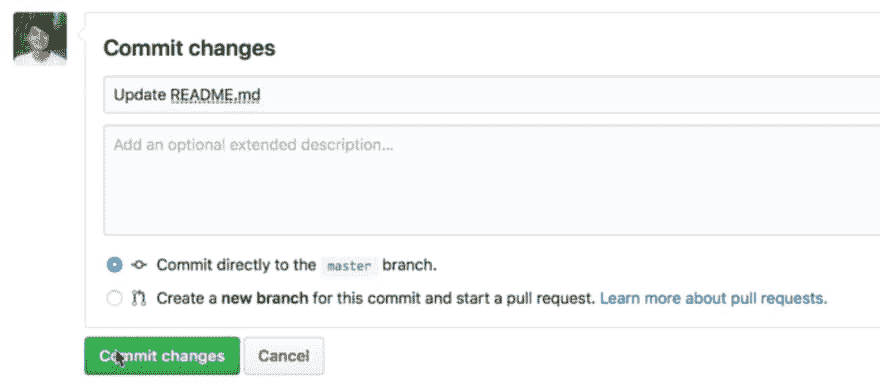 Commit changes
Update README.md
Add an optional extended description...
Commit directly to the master branch.
Create a new branch for this commit and start a pull request. Learn more about pull requests.
Commit changes
Cancel